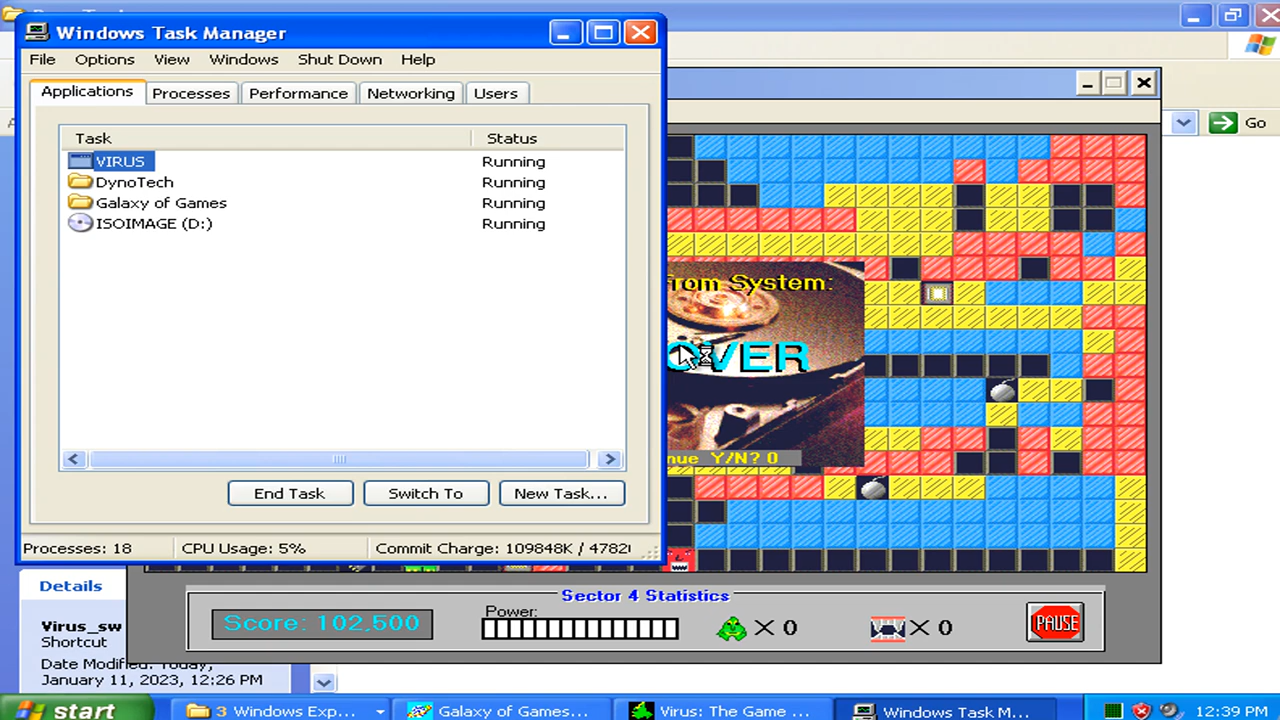 Windows Task Manager
File Options View Windows Shut Down Help
Applications Processes Performance Networking Users
Task Status
VIRUS Running
DynoTech Running
Galaxy of Games Running
ISOIMAGE (D:) Running
End Task Switch To New Task...
Processes: 18 CPU Usage: 5% Commit Charge: 109848K /
Go
System:
Y/N? 0
Sector 4 Statistics
Score: 102,500
Power:
X 0
X 0
PAUSE
Details
Virus_sw
Shortcut
Date Modified: Today,
January 11, 2023, 12:26 PM
start
3 Windows Exp...
Galaxy of Games...
Virus: The Game ...
Windows Task M...
12:39 PM